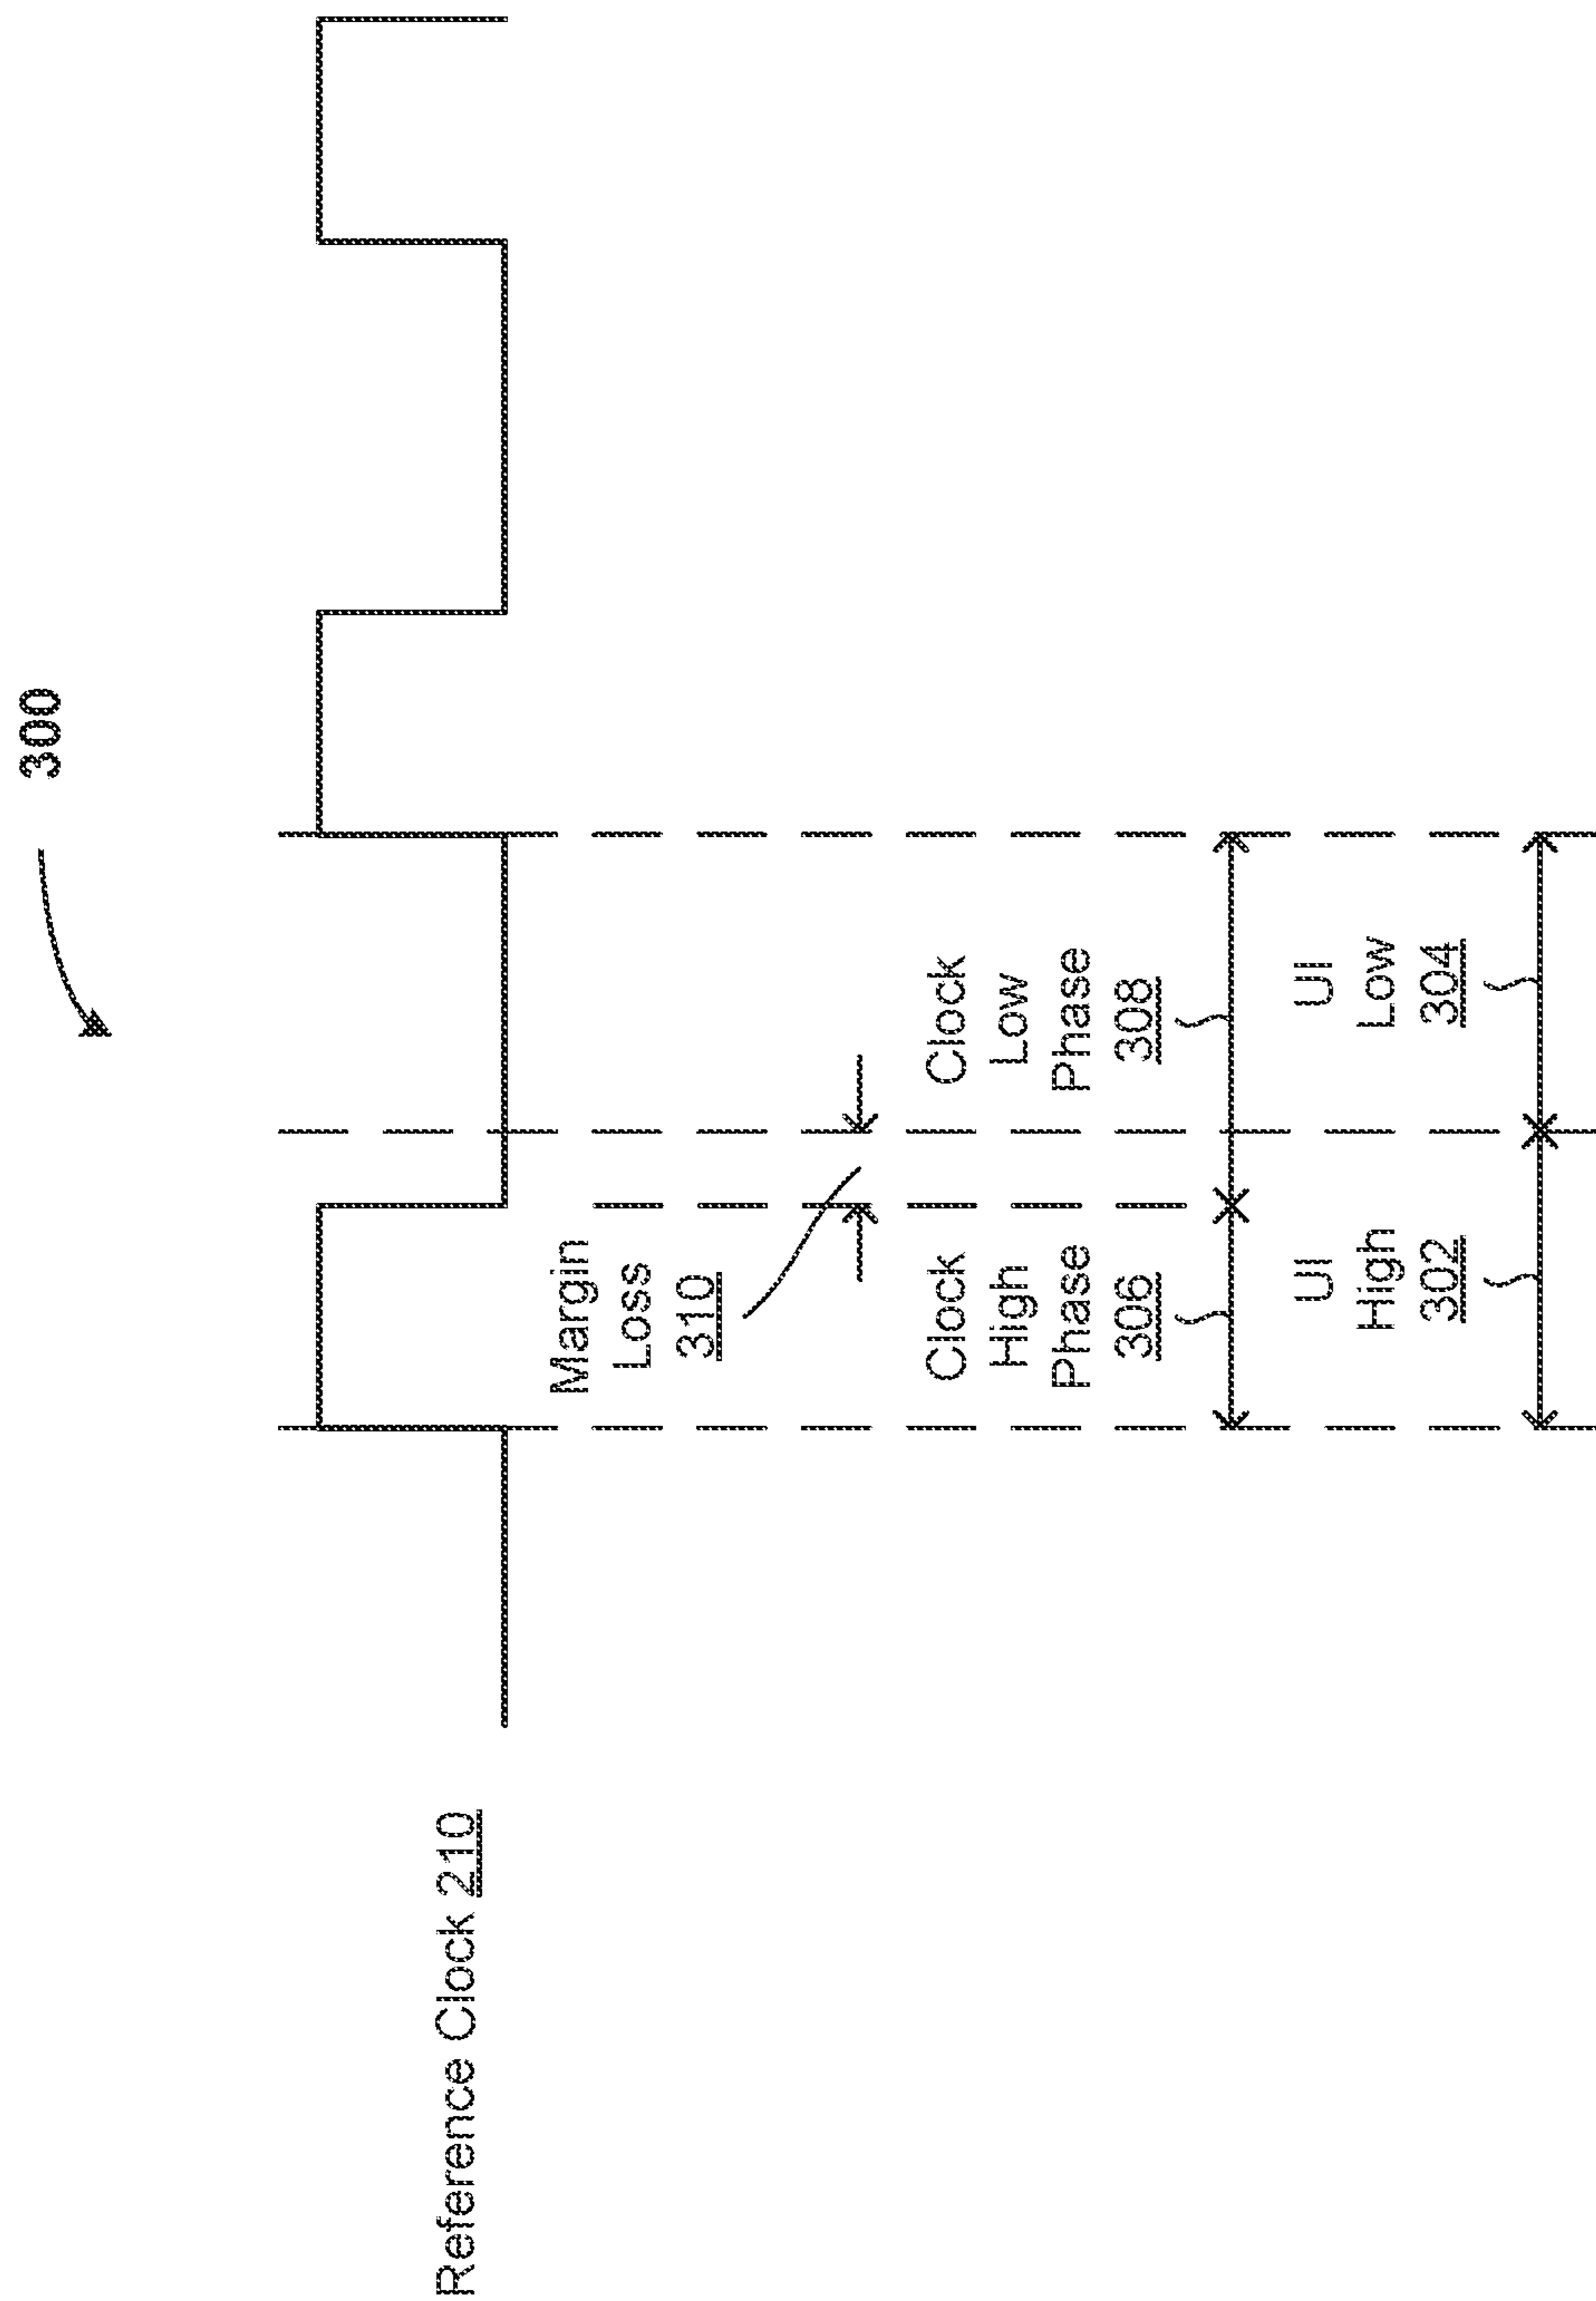 300
Reference Clock 210
Margin
Loss
310
Clock
High
Phase
306
Clock
Low
Phase
308
UI
High
302
UI
Low
304